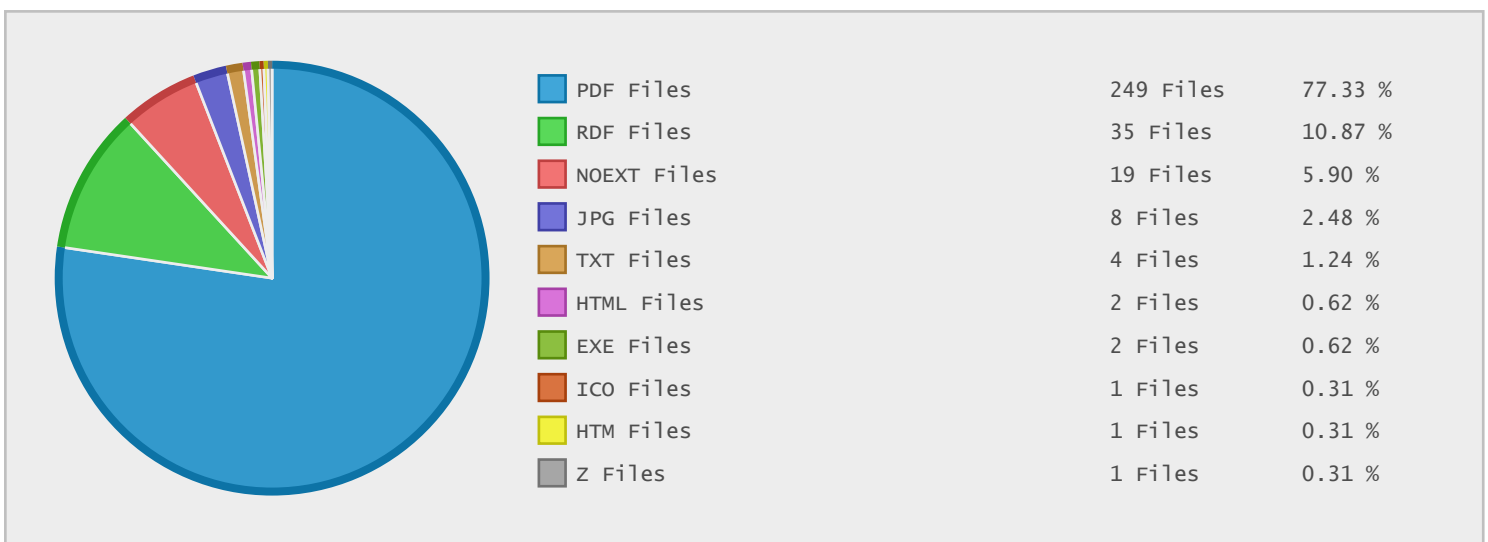 PDF Files 249 Files 77.33 %
RDF Files 35 Files 10.87 %
NOEXT Files 19 Files 5.90 %
JPG Files 8 Files 2.48 %
TXT Files 4 Files 1.24 %
HTML Files 2 Files 0.62 %
EXE Files 2 Files 0.62 %
ICO Files 1 Files 0.31 %
HTM Files 1 Files 0.31 %
Z Files 1 Files 0.31 %